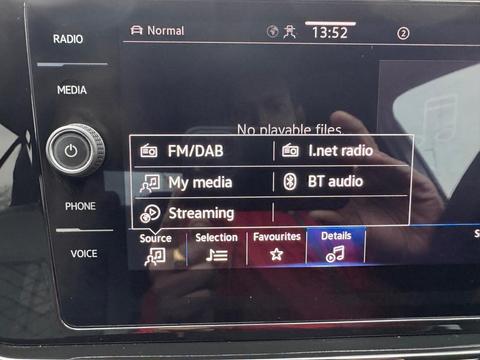 RADIO
Normal
13:52
2
MEDIA
No playable files
FM/DAB
I.net radio
My media
BT audio
PHONE
Streaming
VOICE
Source
Selection
Favourites
Details
S